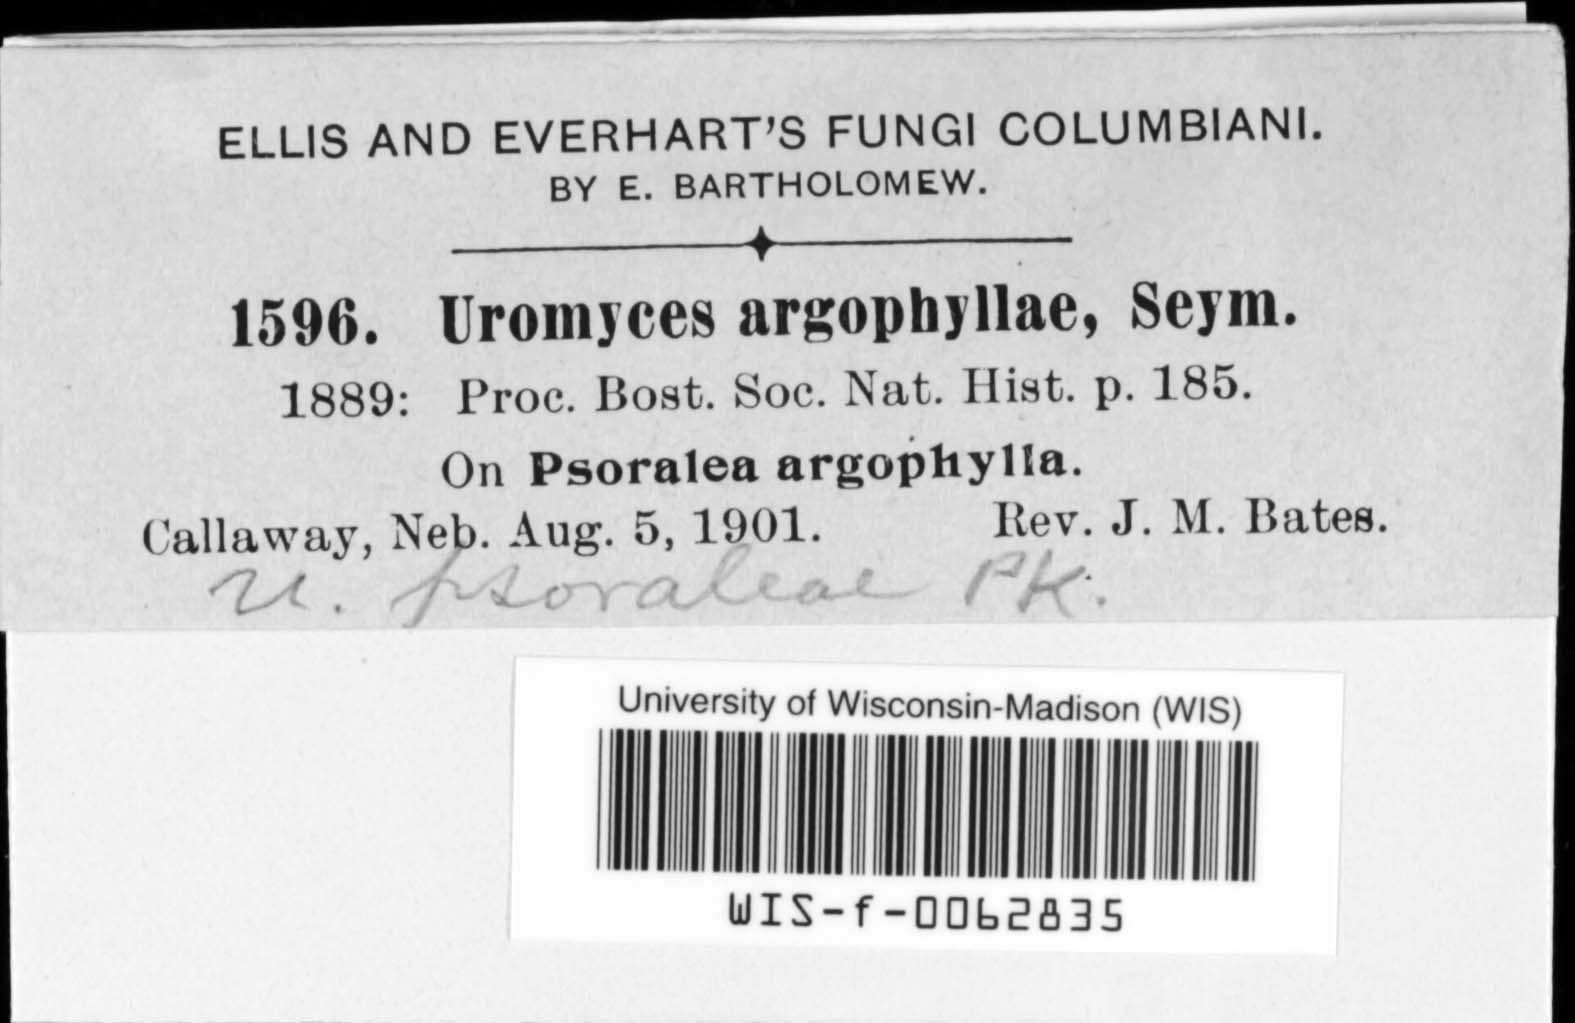 ELLIS AND EVERHART'S FUNGI COLUMBIANI.
BY E. BARTHOLOMEW.
1596. Uromyces argophyllae, Seym.
1889: Proc. Bost. Soc. Nat. Hist. p. 185.
On Psoralea argophylla.
Callaway, Neb. Aug. 5, 1901. Rev. J. M. Bates.
U. psoraleae PK.
University of Wisconsin-Madison (WIS)
WIS-f-0062835